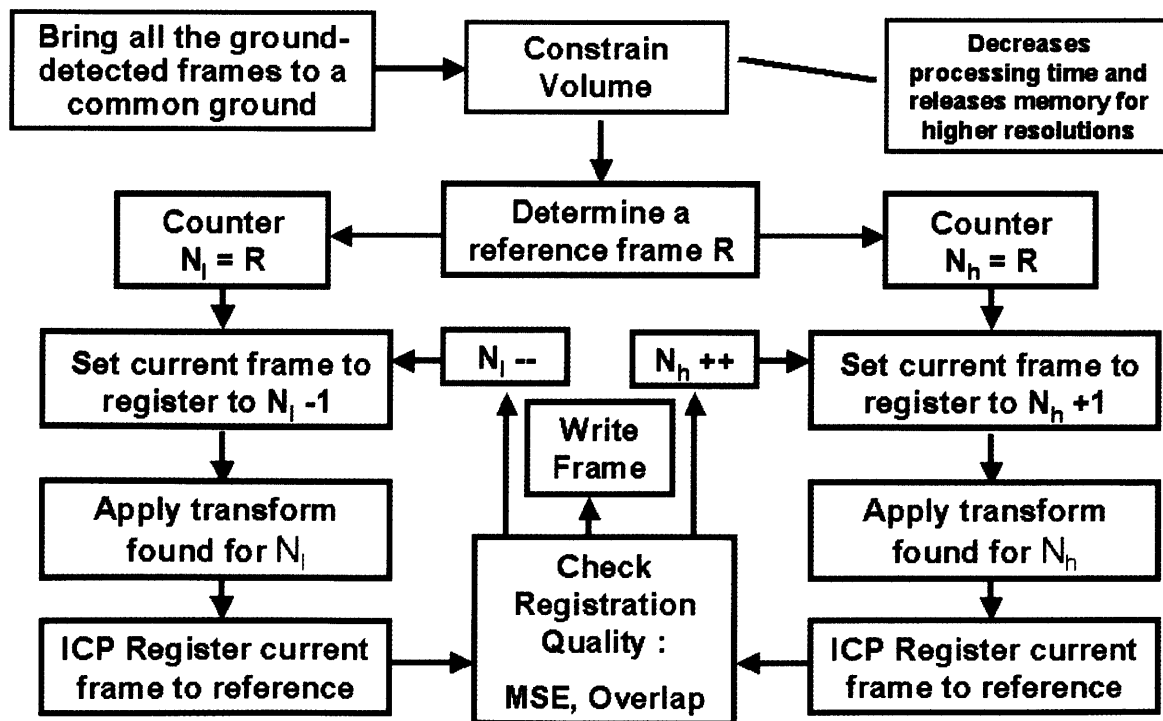 Bring all the ground-
detected frames to a
common ground
Constrain
Volume
Decreases
processing time and
releases memory for
higher resolutions
Determine a
reference frame R
Counter
Nₗ = R
Counter
Nₕ = R
Set current frame to
register to Nₗ -1
Nₗ --
Nₕ ++
Set current frame to
register to Nₕ +1
Write
Frame
Apply transform
found for Nₗ
Check
Registration
Quality :
MSE, Overlap
Apply transform
found for Nₕ
ICP Register current
frame to reference
ICP Register current
frame to reference